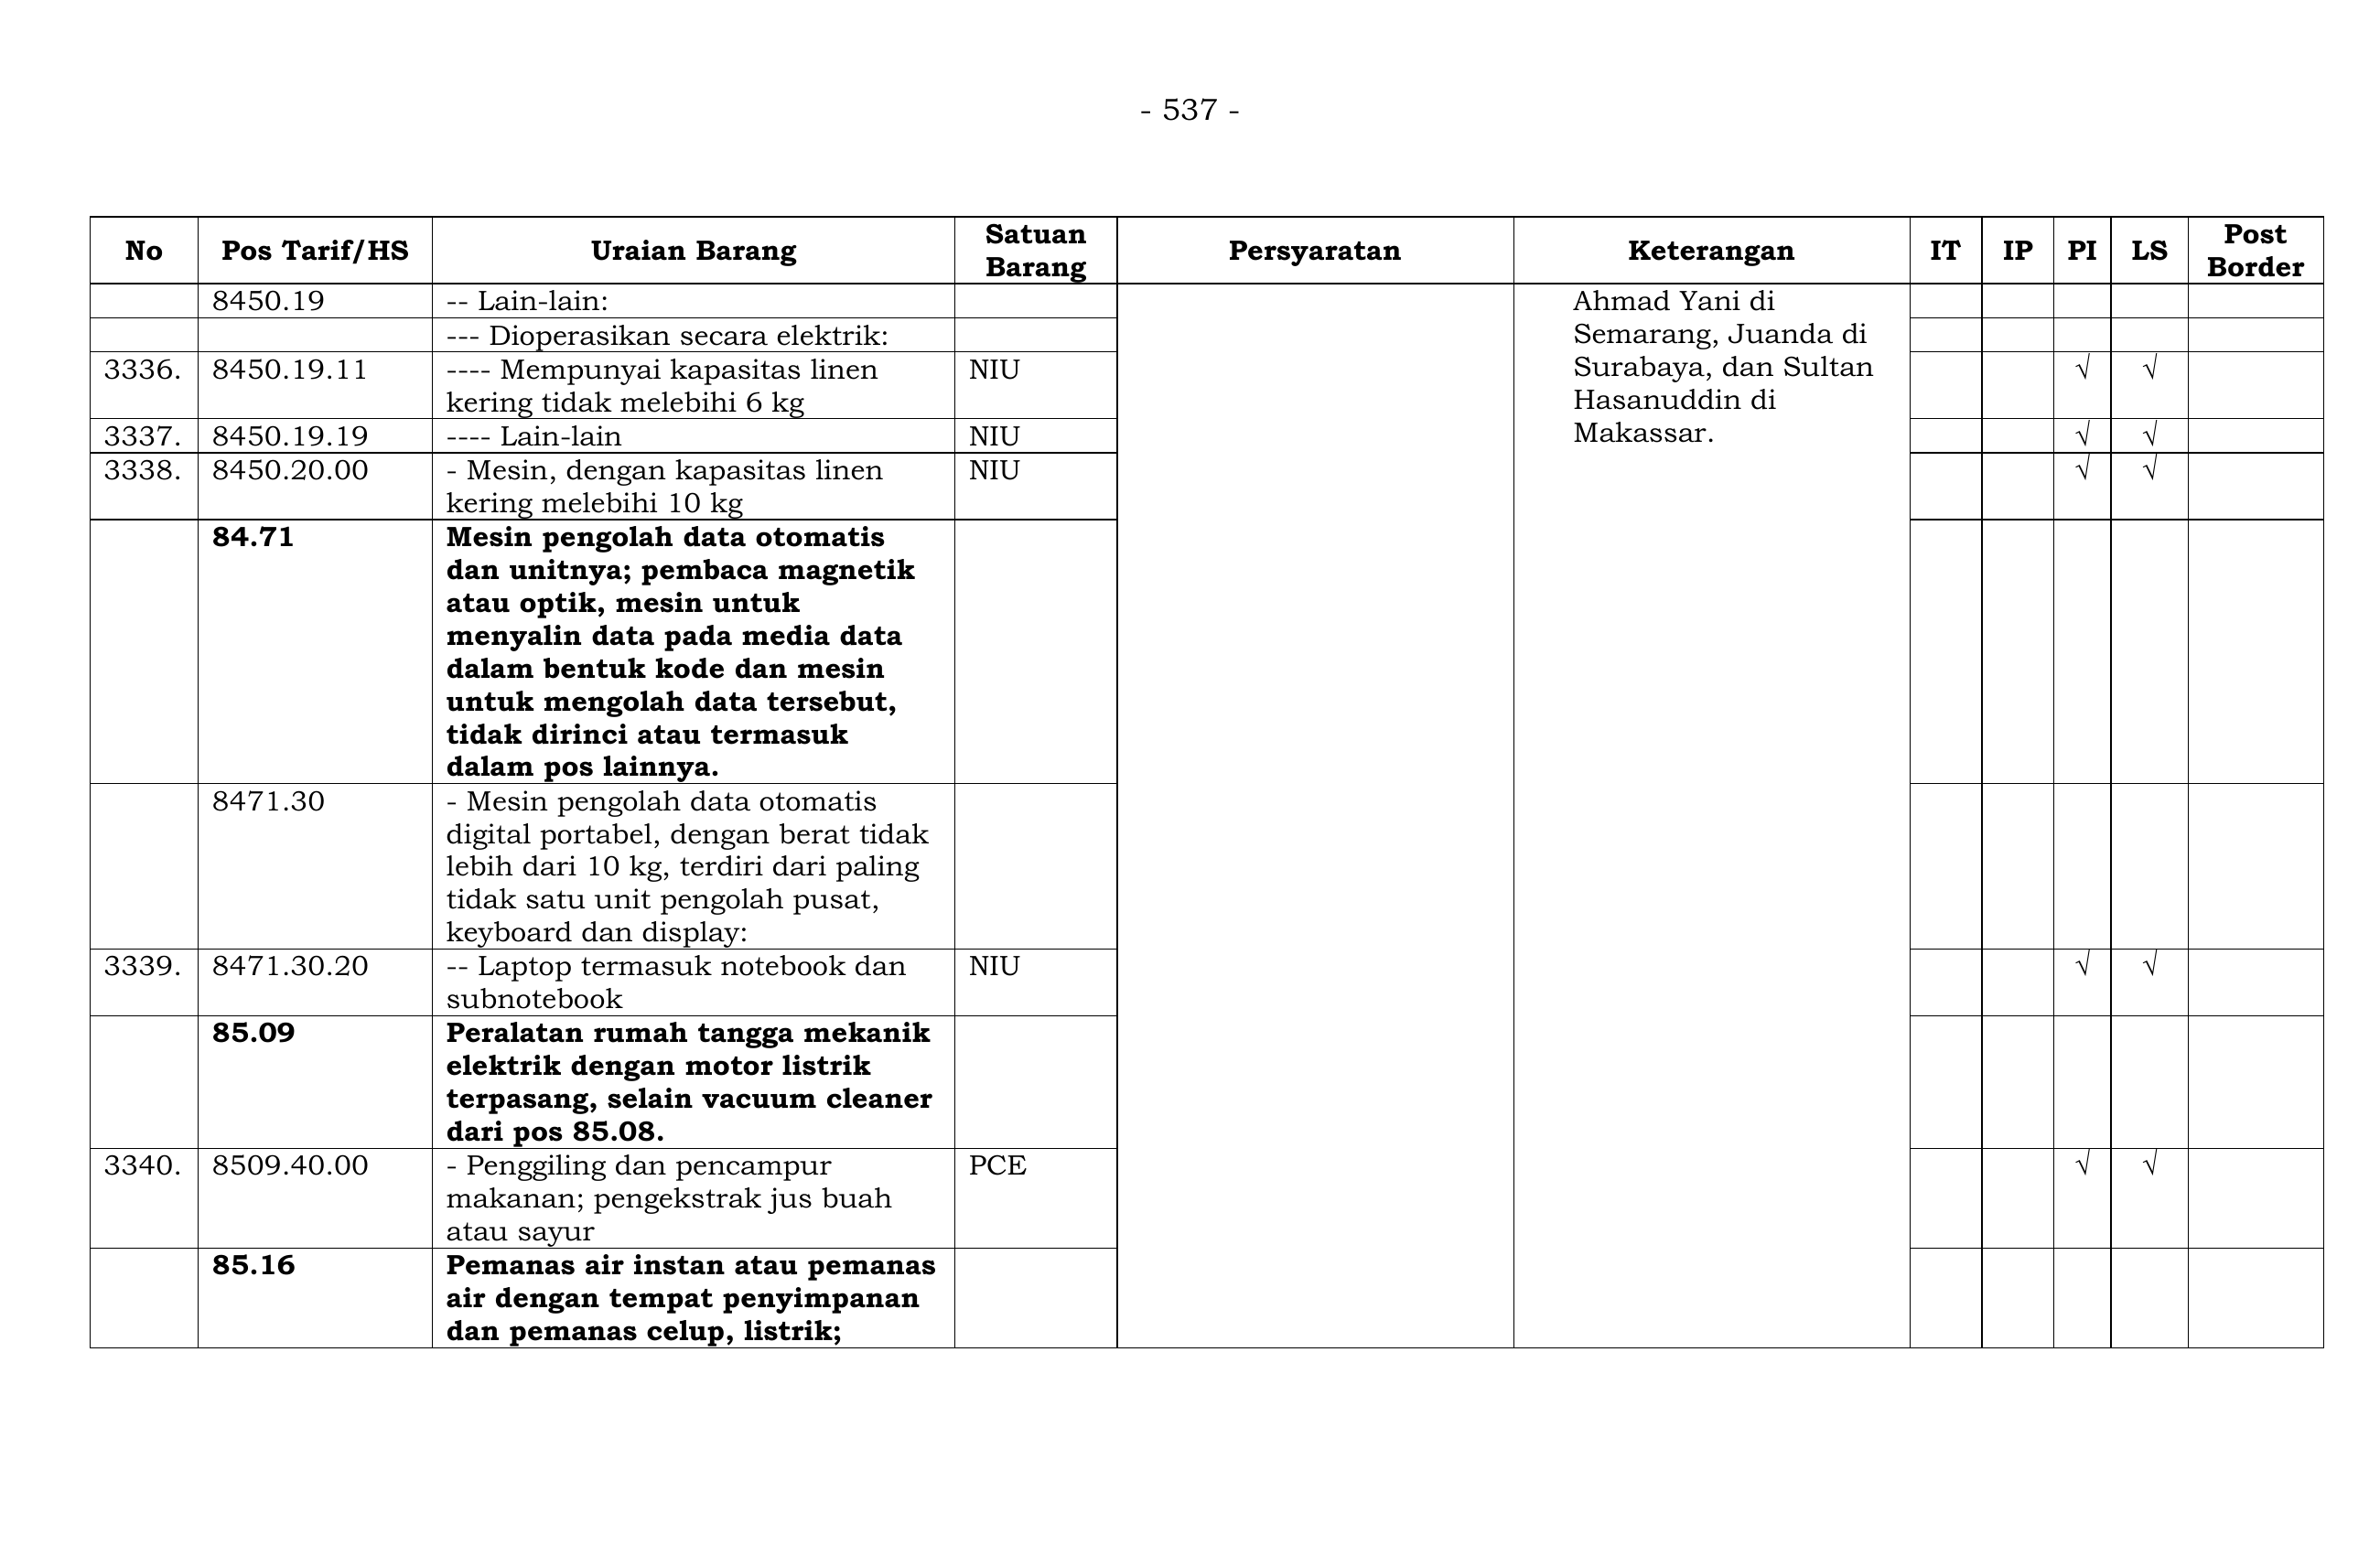 - 537 -
No Pos Tarif/HS Uraian Barang Satuan Barang Persyaratan Keterangan IT IP PI LS Post Border
8450.19 -- Lain-lain:
--- Dioperasikan secara elektrik:
3336. 8450.19.11 ---- Mempunyai kapasitas linen NIU √ √
kering tidak melebihi 6 kg
3337. 8450.19.19 ---- Lain-lain NIU √ √
3338. 8450.20.00 - Mesin, dengan kapasitas linen NIU √ √
kering melebihi 10 kg
Ahmad Yani di
Semarang, Juanda di
Surabaya, dan Sultan
Hasanuddin di
Makassar.
84.71 Mesin pengolah data otomatis
dan unitnya; pembaca magnetik
atau optik, mesin untuk
menyalin data pada media data
dalam bentuk kode dan mesin
untuk mengolah data tersebut,
tidak dirinci atau termasuk
dalam pos lainnya.
8471.30 - Mesin pengolah data otomatis
digital portabel, dengan berat tidak
lebih dari 10 kg, terdiri dari paling
tidak satu unit pengolah pusat,
keyboard dan display:
3339. 8471.30.20 -- Laptop termasuk notebook dan NIU √ √
subnotebook
85.09 Peralatan rumah tangga mekanik
elektrik dengan motor listrik
terpasang, selain vacuum cleaner
dari pos 85.08.
3340. 8509.40.00 - Penggiling dan pencampur PCE √ √
makanan; pengekstrak jus buah
atau sayur
85.16 Pemanas air instan atau pemanas
air dengan tempat penyimpanan
dan pemanas celup, listrik;